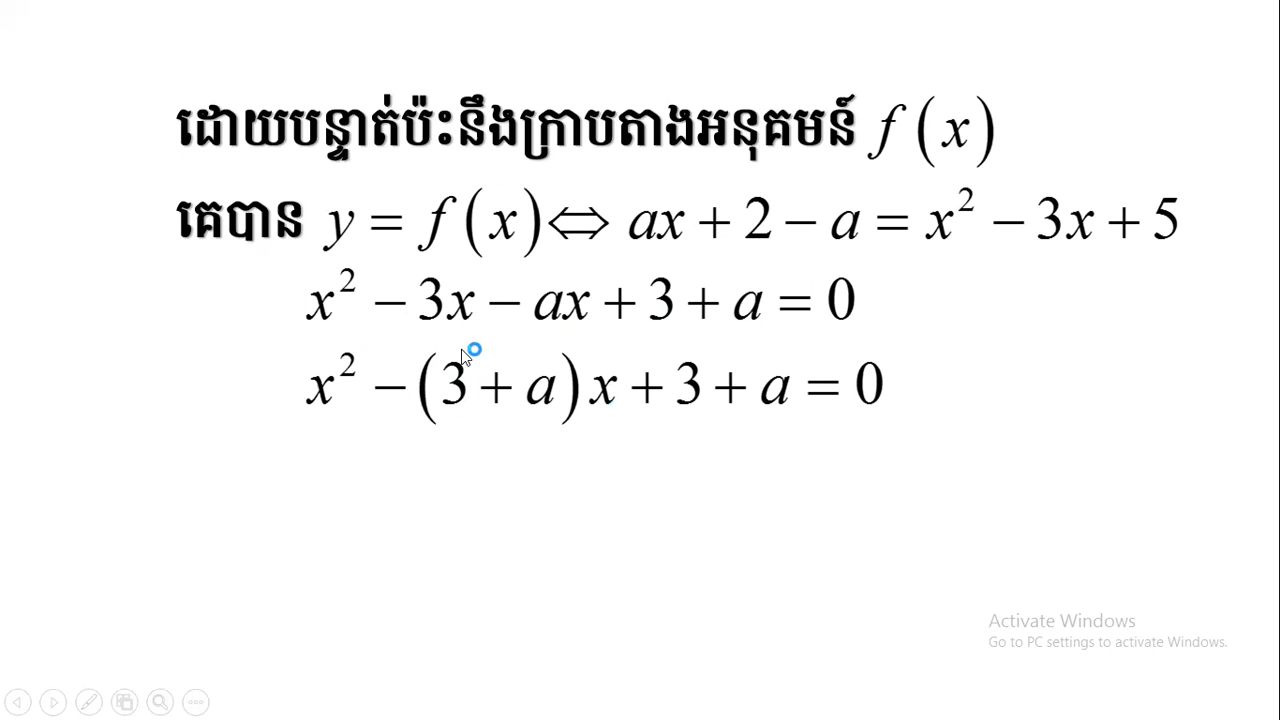 ដោយបន្ទាត់ប៉ះនឹងក្រាបតាងអនុគមន៍ f(x)
គេបាន y = f(x) ⇔ ax + 2 − a = x² − 3x + 5
x² − 3x − ax + 3 + a = 0
x² − (3 + a)x + 3 + a = 0
Activate Windows
Go to PC settings to activate Windows.